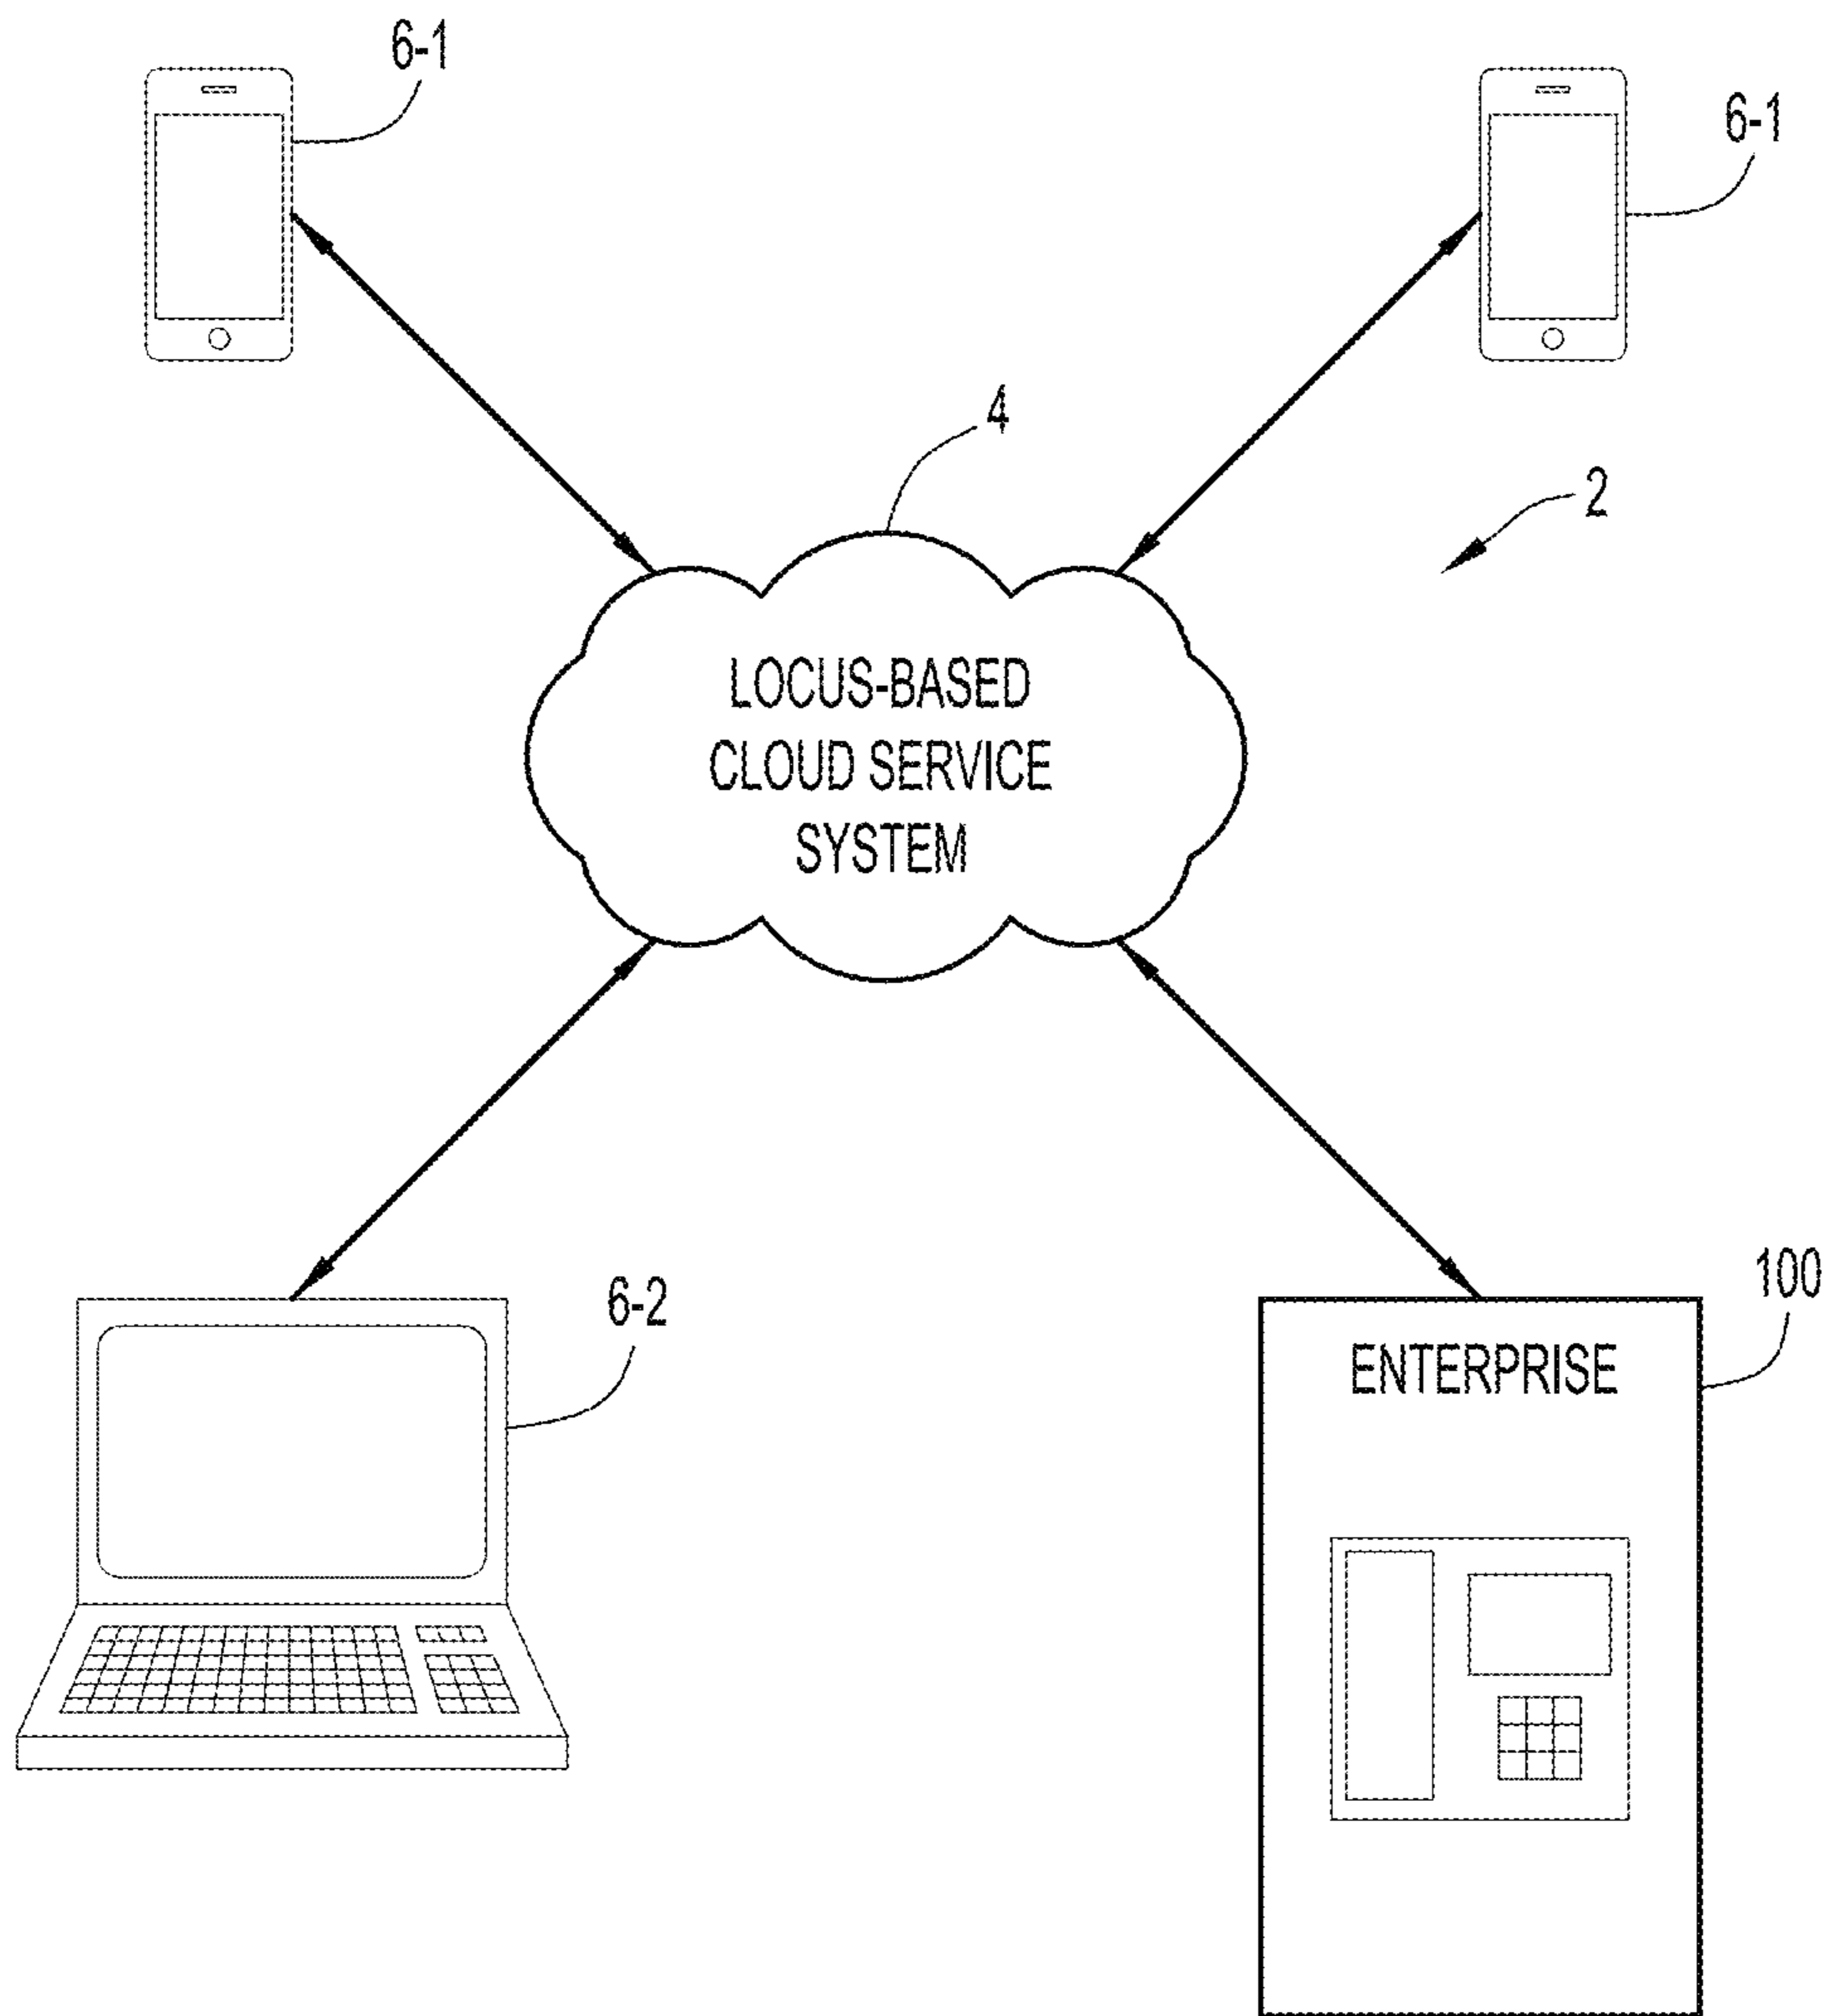 6-1
6-1
4
2
LOCUS-BASED
CLOUD SERVICE
SYSTEM
6-2
100
ENTERPRISE